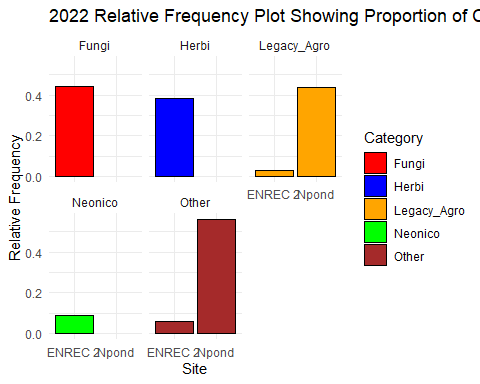 2022 Relative Frequency Plot Showing Proportion of C
Fungi
Herbi
Legacy_Agro
0.4
0.2
0.0
ENREC 2 Npond
Neonico
Other
0.4
0.2
0.0
ENREC 2 Npond
ENREC 2 Npond
Relative Frequency
Site
Category
Fungi
Herbi
Legacy_Agro
Neonico
Other